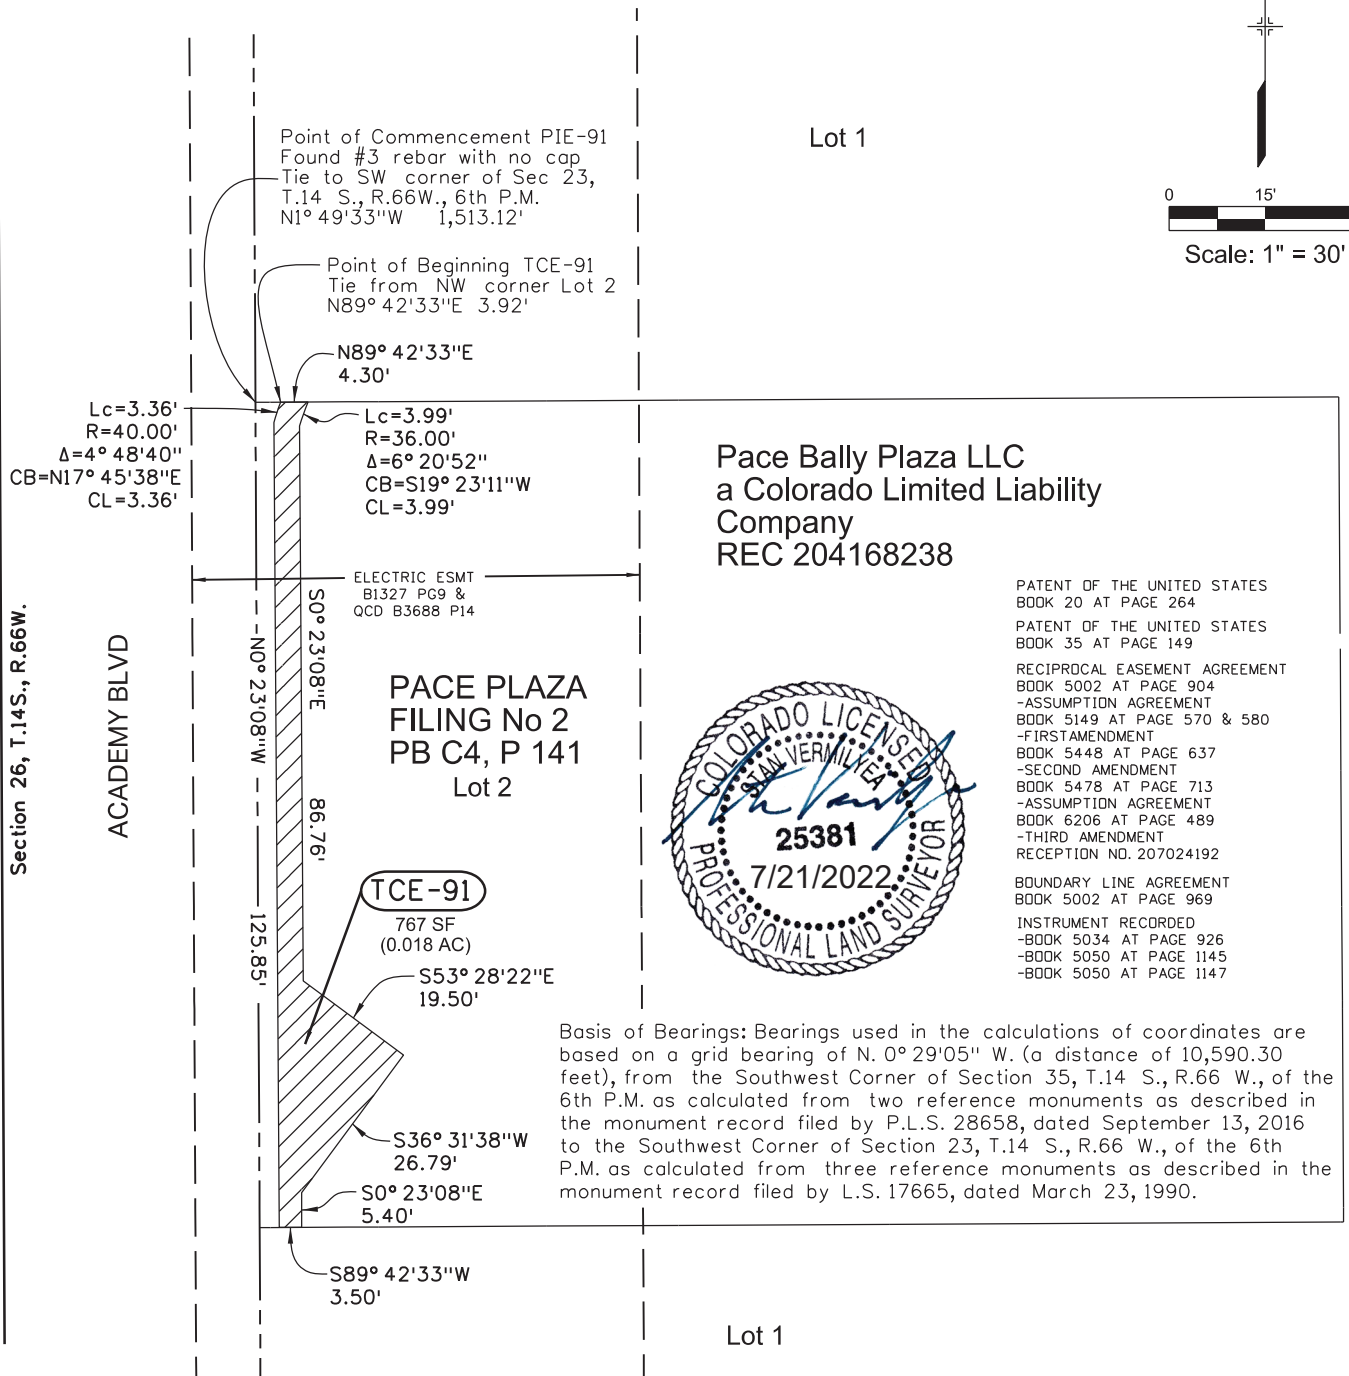 Lot 1
0 15'
Scale: 1" = 30'
Point of Commencement PIE-91
Found #3 rebar with no cap
Tie to SW corner of Sec 23,
T.14 S., R.66W., 6th P.M.
N1° 49'33"W 1,513.12'
Point of Beginning TCE-91
Tie from NW corner Lot 2
N89° 42'33"E 3.92'
N89° 42'33"E
4.30'
Lc=3.36'
R=40.00'
Δ=4° 48'40"
CB=N17° 45'38"E
CL=3.36'
Lc=3.99'
R=36.00'
Δ=6° 20'52"
CB=S19° 23'11"W
CL=3.99'
Pace Bally Plaza LLC
a Colorado Limited Liability
Company
REC 204168238
ELECTRIC ESMT
B1327 PG9 &
QCD B3688 P14
Section 26, T.14S., R.66W.
ACADEMY BLVD
N0° 23'08"W 125.85'
S0° 23'08"E 86.76'
PACE PLAZA
FILING No 2
PB C4, P 141
Lot 2
PATENT OF THE UNITED STATES
BOOK 20 AT PAGE 264
PATENT OF THE UNITED STATES
BOOK 35 AT PAGE 149
RECIPROCAL EASEMENT AGREEMENT
BOOK 5002 AT PAGE 904
-ASSUMPTION AGREEMENT
BOOK 5149 AT PAGE 570 & 580
-FIRSTAMENDMENT
BOOK 5448 AT PAGE 637
-SECOND AMENDMENT
BOOK 5478 AT PAGE 713
-ASSUMPTION AGREEMENT
BOOK 6206 AT PAGE 489
-THIRD AMENDMENT
RECEPTION NO. 207024192
BOUNDARY LINE AGREEMENT
BOOK 5002 AT PAGE 969
INSTRUMENT RECORDED
-BOOK 5034 AT PAGE 926
-BOOK 5050 AT PAGE 1145
-BOOK 5050 AT PAGE 1147
COLORADO LICENSED
STAN VERMILYEA
25381
7/21/2022
PROFESSIONAL LAND SURVEYOR
TCE-91
767 SF
(0.018 AC)
S53° 28'22"E
19.50'
Basis of Bearings: Bearings used in the calculations of coordinates are
based on a grid bearing of N. 0° 29'05" W. (a distance of 10,590.30
feet), from the Southwest Corner of Section 35, T.14 S., R.66 W., of the
6th P.M. as calculated from two reference monuments as described in
the monument record filed by P.L.S. 28658, dated September 13, 2016
to the Southwest Corner of Section 23, T.14 S., R.66 W., of the 6th
P.M. as calculated from three reference monuments as described in the
monument record filed by L.S. 17665, dated March 23, 1990.
S36° 31'38"W
26.79'
S0° 23'08"E
5.40'
S89° 42'33"W
3.50'
Lot 1